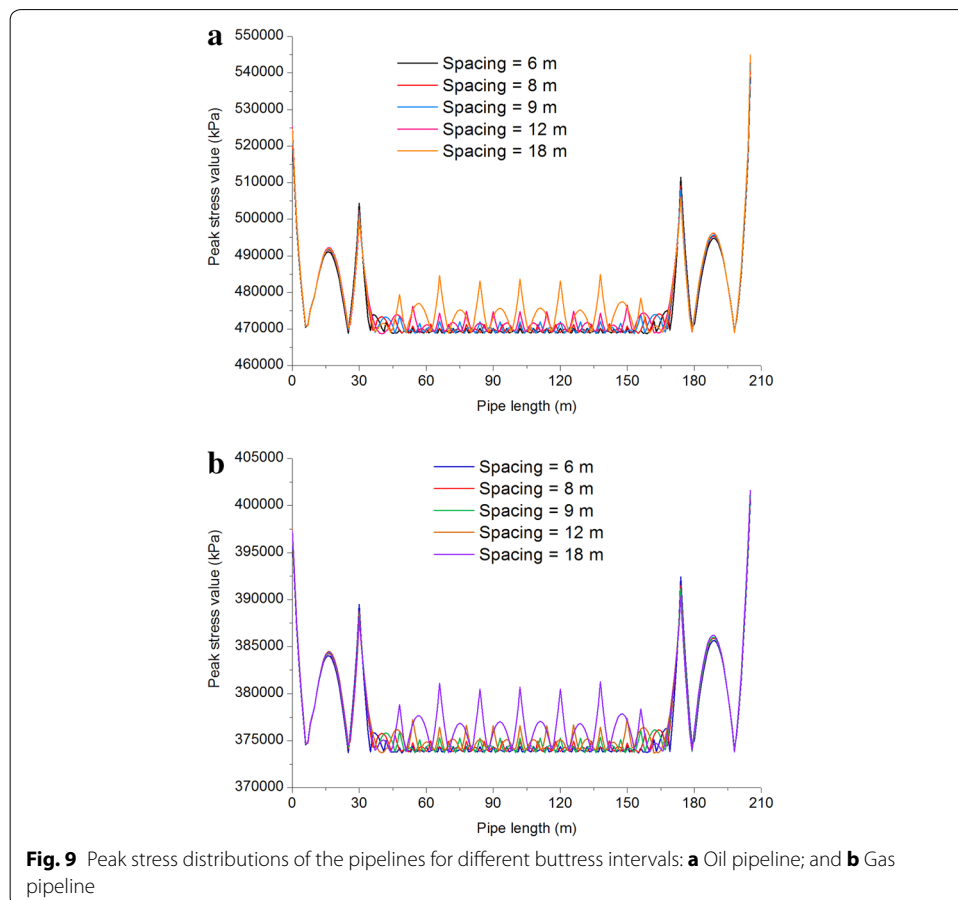 a
550000
540000
530000
520000
510000
500000
490000
480000
470000
460000
Peak stress value (kPa)
Spacing = 6 m
Spacing = 8 m
Spacing = 9 m
Spacing = 12 m
Spacing = 18 m
0 30 60 90 120 150 180 210
Pipe length (m)
b
405000
400000
395000
390000
385000
380000
375000
370000
Peak stress value (kPa)
Spacing = 6 m
Spacing = 8 m
Spacing = 9 m
Spacing = 12 m
Spacing = 18 m
0 30 60 90 120 150 180 210
Pipe length (m)
Fig. 9 Peak stress distributions of the pipelines for different buttress intervals: a Oil pipeline; and b Gas
pipeline